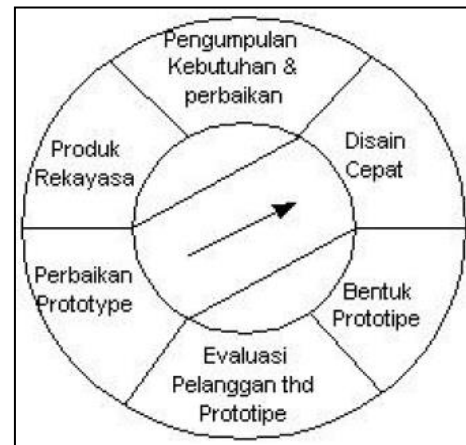 Pengumpulan
Kebutuhan &
perbaikan
Disain
Cepat
Bentuk
Prototipe
Evaluasi
Pelanggan thd
Prototipe
Perbaikan
Prototype
Produk
Rekayasa